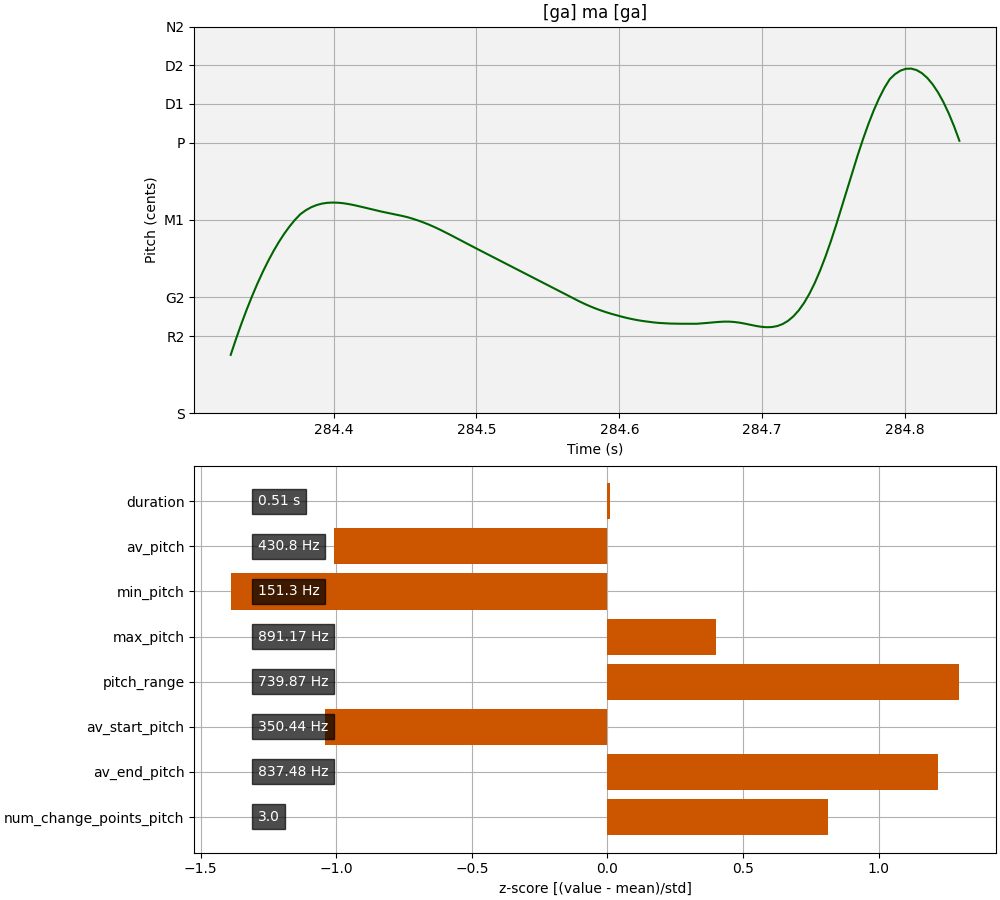 [ga] ma [ga]
N2
D2
D1
P
M1
G2
R2
S
Pitch (cents)
284.4 284.5 284.6 284.7 284.8
Time (s)
duration 0.51 s
av_pitch 430.8 Hz
min_pitch 151.3 Hz
max_pitch 891.17 Hz
pitch_range 739.87 Hz
av_start_pitch 350.44 Hz
av_end_pitch 837.48 Hz
num_change_points_pitch 3.0
−1.5 −1.0 −0.5 0.0 0.5 1.0
z-score [(value - mean)/std]